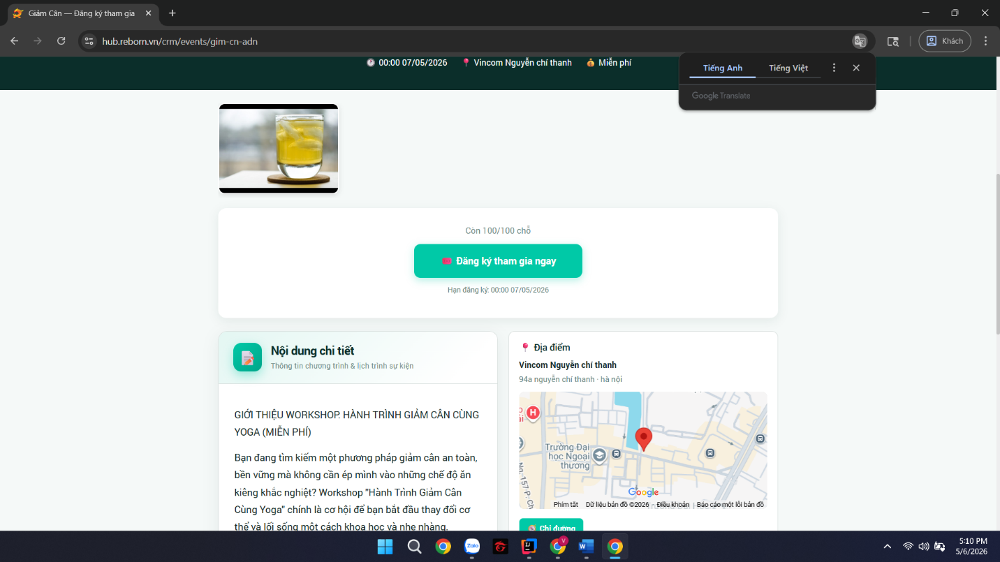 Giảm Cân — Đăng ký tham gia
hub.reborn.vn/crm/events/gim-cn-adn
Khách
00:00 07/05/2026 Vincom Nguyễn chí thanh Miễn phí
Tiếng Anh Tiếng Việt
Google Translate
Còn 100/100 chỗ
Đăng ký tham gia ngay
Hạn đăng ký: 00:00 07/05/2026
Nội dung chi tiết
Thông tin chương trình & lịch trình sự kiện
GIỚI THIỆU WORKSHOP: HÀNH TRÌNH GIẢM CÂN CÙNG
YOGA (MIỄN PHÍ)
Bạn đang tìm kiếm một phương pháp giảm cân an toàn,
bền vững mà không cần ép mình vào những chế độ ăn
kiêng khắc nghiệt? Workshop "Hành Trình Giảm Cân
Cùng Yoga" chính là cơ hội để bạn bắt đầu thay đổi cơ
thể và lối sống một cách khoa học và nhẹ nhàng.
Địa điểm
Vincom Nguyễn chí thanh
94a nguyễn chí thanh · hà nội
H
Trường Đại
học Ngoại
thương
Ng. 157 P. Ch
Google
Phím tắt Dữ liệu bản đồ ©2026 Điều khoản Báo cáo một lỗi bản đồ
Chỉ đường
Zalo
V
W
5:10 PM
5/6/2026